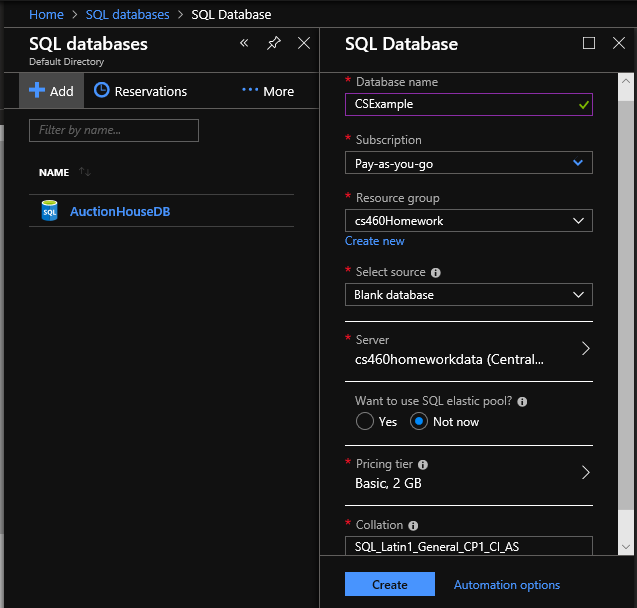 Home > SQL databases > SQL Database
SQL databases
Default Directory
Add
Reservations
More
Filter by name...
NAME
SQL
AuctionHouseDB
SQL Database
* Database name
CSExample
* Subscription
Pay-as-you-go
* Resource group
cs460Homework
Create new
* Select source
Blank database
* Server
cs460homeworkdata (Central...
Want to use SQL elastic pool?
Yes Not now
* Pricing tier
Basic, 2 GB
* Collation
SQL_Latin1_General_CP1_CI_AS
Create Automation options